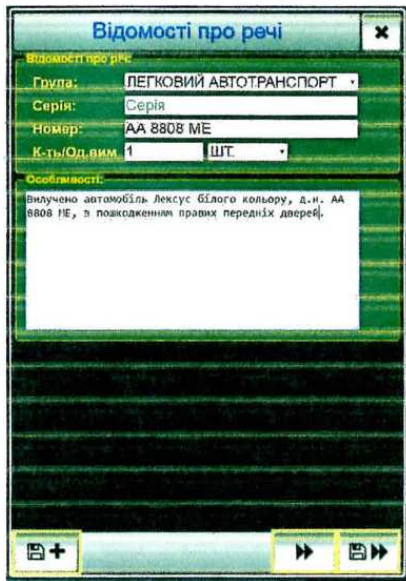 Відомості про речі
Відомості про річ:
Група: ЛЕГКОВИЙ АВТОТРАНСПОРТ
Серія: Серія
Номер: АА 8808 МЕ
К-ть/Од.вим 1 ШТ.
Особливості:
Вилучено автомобіль Лексус білого кольору, д.н. АА
8808 МЕ, з пошкодженням правих передніх дверей.